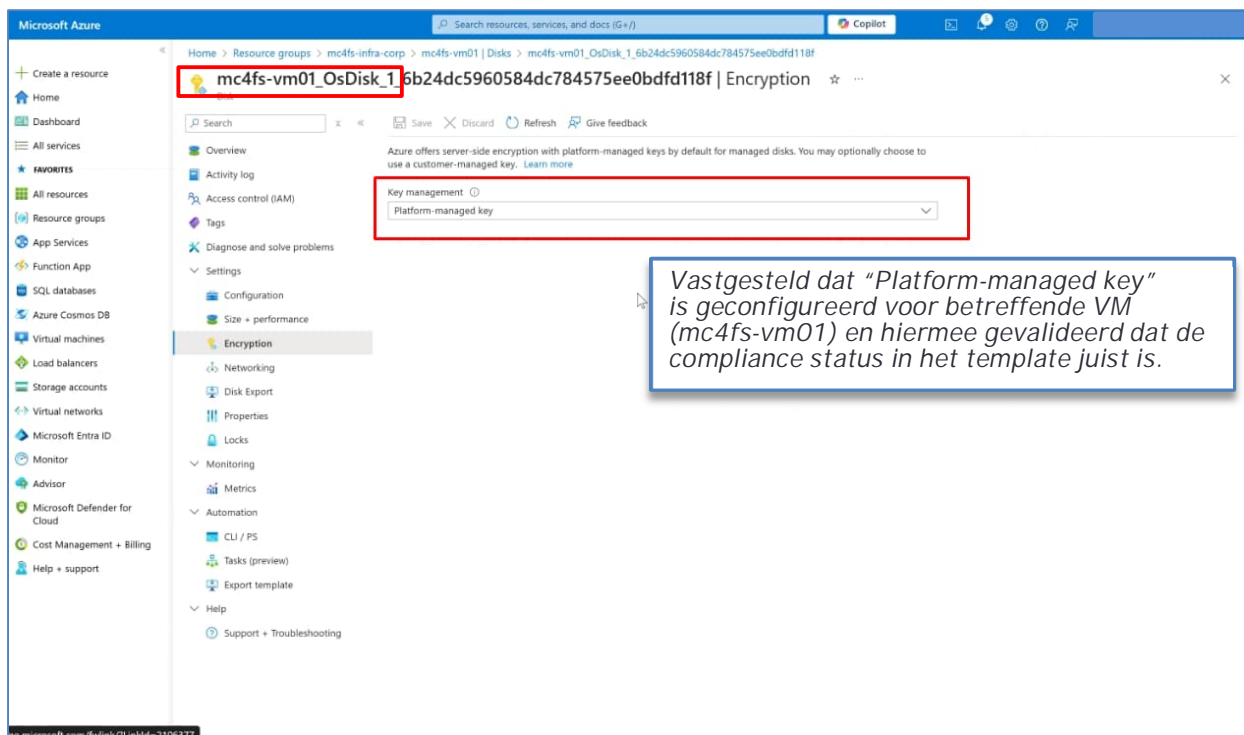 Microsoft Azure
Search resources, services, and docs (G+/)
Copilot
Home > Resource groups > mc4fs-infra-corp > mc4fs-vm01 | Disks > mc4fs-vm01_OsDisk_1_6b24dc5960584dc784575ee0bdfd118f
mc4fs-vm01_OsDisk_1_6b24dc5960584dc784575ee0bdfd118f | Encryption
Disk
Create a resource
Home
Dashboard
All services
FAVORITES
All resources
Resource groups
App Services
Function App
SQL databases
Azure Cosmos DB
Virtual machines
Load balancers
Storage accounts
Virtual networks
Microsoft Entra ID
Monitor
Advisor
Microsoft Defender for
Cloud
Cost Management + Billing
Help + support
Search
Overview
Activity log
Access control (IAM)
Tags
Diagnose and solve problems
Settings
Configuration
Size + performance
Encryption
Networking
Disk Export
Properties
Locks
Monitoring
Metrics
Automation
CLI / PS
Tasks (preview)
Export template
Help
Support + Troubleshooting
Save Discard Refresh Give feedback
Azure offers server-side encryption with platform-managed keys by default for managed disks. You may optionally choose to
use a customer-managed key. Learn more
Key management
Platform-managed key
Vastgesteld dat “Platform-managed key”
is geconfigureerd voor betreffende VM
(mc4fs-vm01) en hiermee gevalideerd dat de
compliance status in het template juist is.